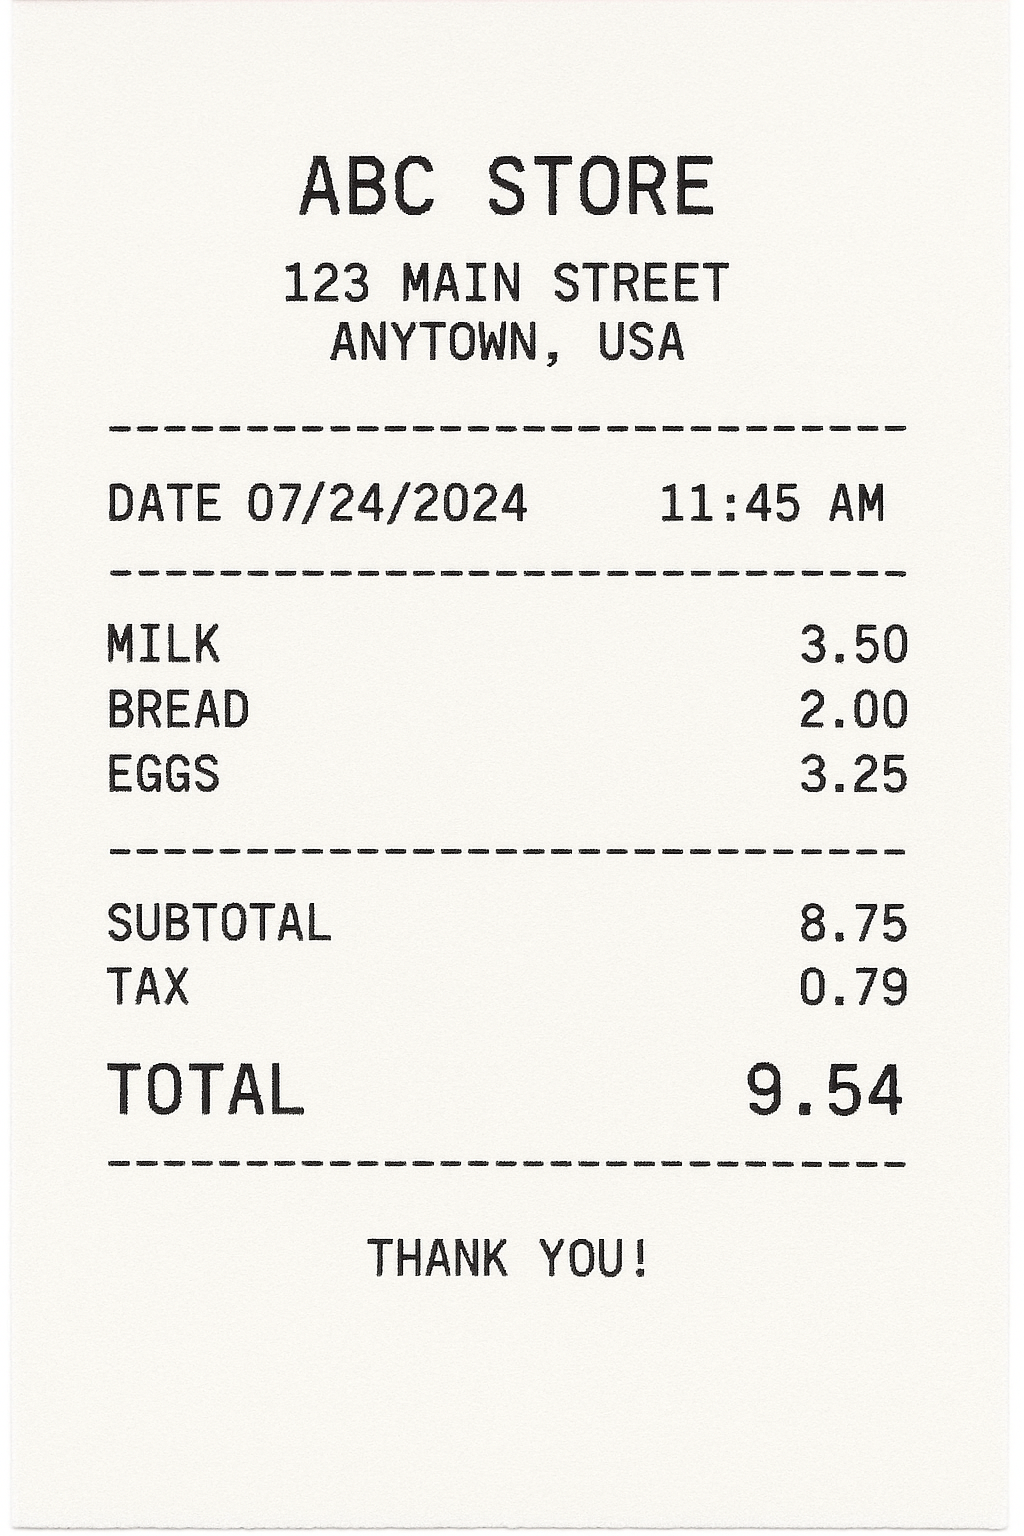 ABC STORE
123 MAIN STREET
ANYTOWN, USA
------------------------------
DATE 07/24/2024 11:45 AM
------------------------------
MILK 3.50
BREAD 2.00
EGGS 3.25
------------------------------
SUBTOTAL 8.75
TAX 0.79
TOTAL 9.54
------------------------------
THANK YOU!